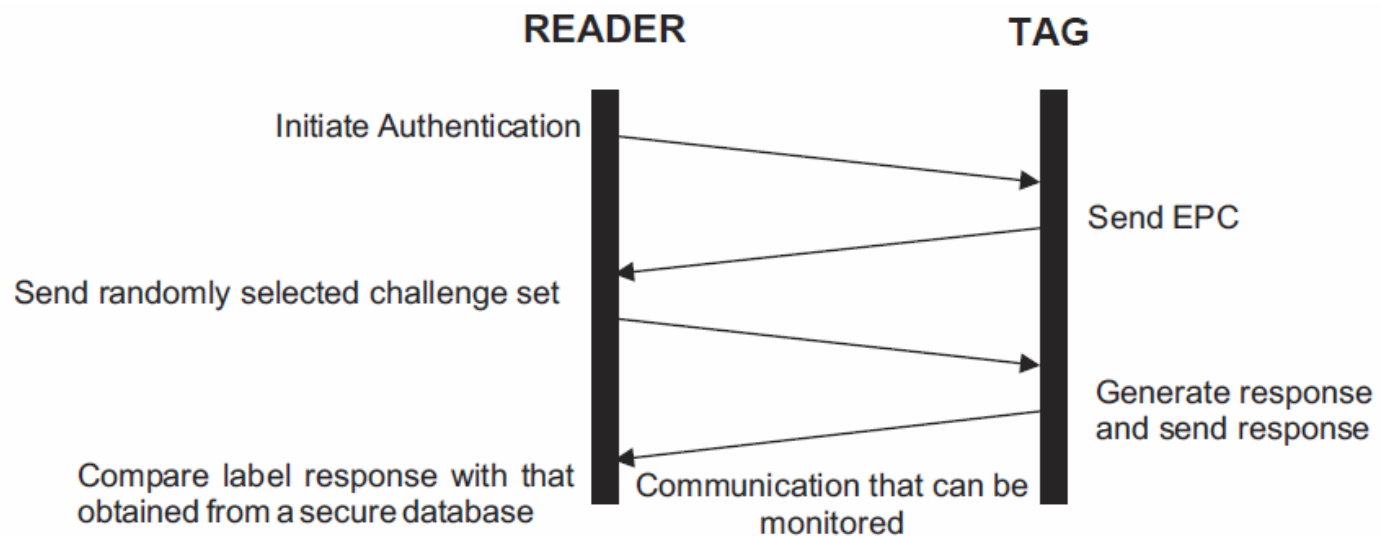 READER
TAG
Initiate Authentication
Send EPC
Send randomly selected challenge set
Generate response
and send response
Compare label response with that
obtained from a secure database
Communication that can be
monitored